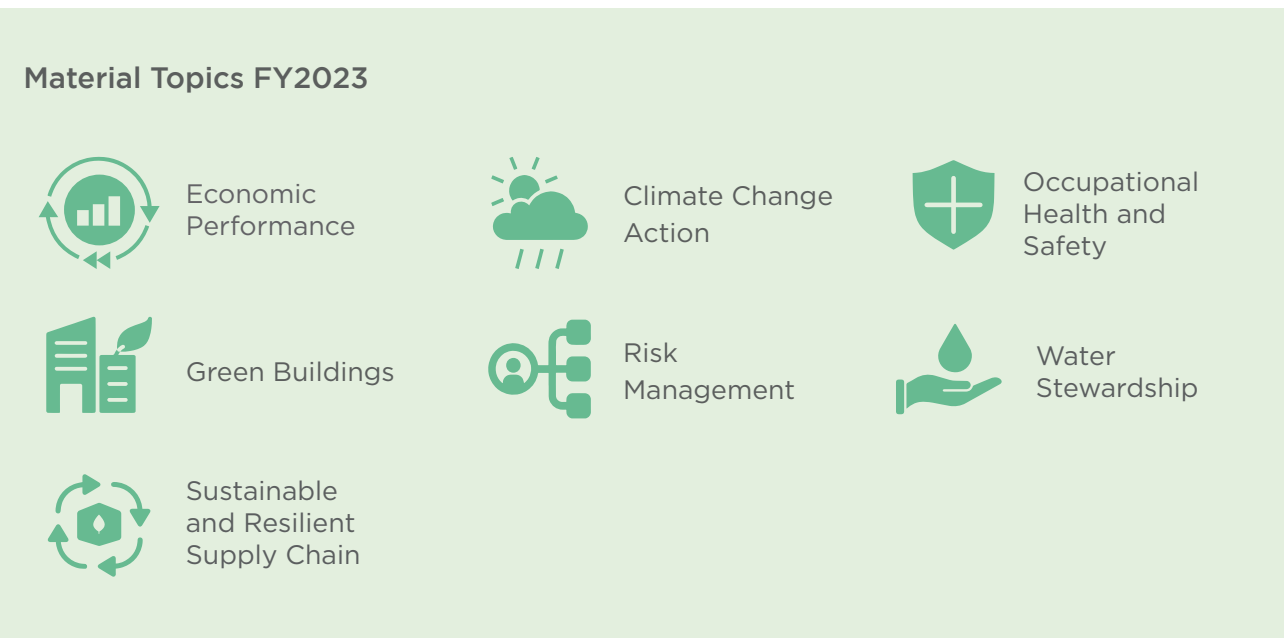 Material Topics FY2023
Economic
Performance
Climate Change
Action
Occupational
Health and
Safety
Green Buildings
Risk
Management
Water
Stewardship
Sustainable
and Resilient
Supply Chain